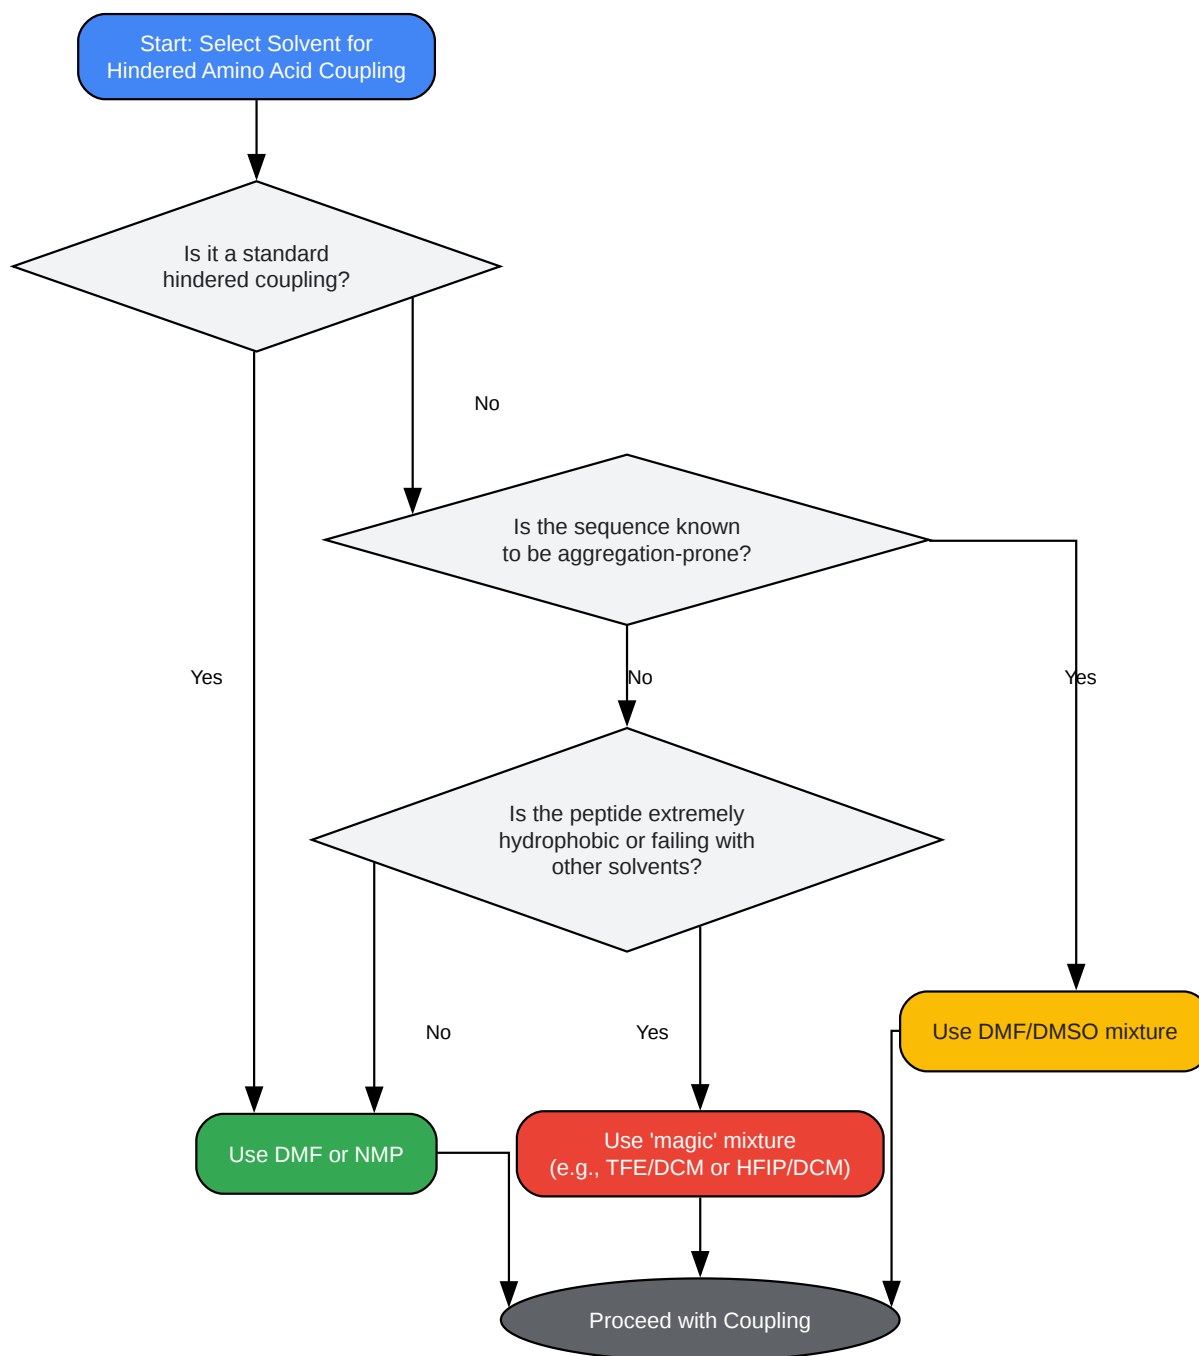 Start: Select Solvent for
Hindered Amino Acid Coupling
Is it a standard
hindered coupling?
No
Is the sequence known
to be aggregation-prone?
Yes
No
Yes
Is the peptide extremely
hydrophobic or failing with
other solvents?
No
Yes
Use DMF/DMSO mixture
Use DMF or NMP
Use 'magic' mixture
(e.g., TFE/DCM or HFIP/DCM)
Proceed with Coupling